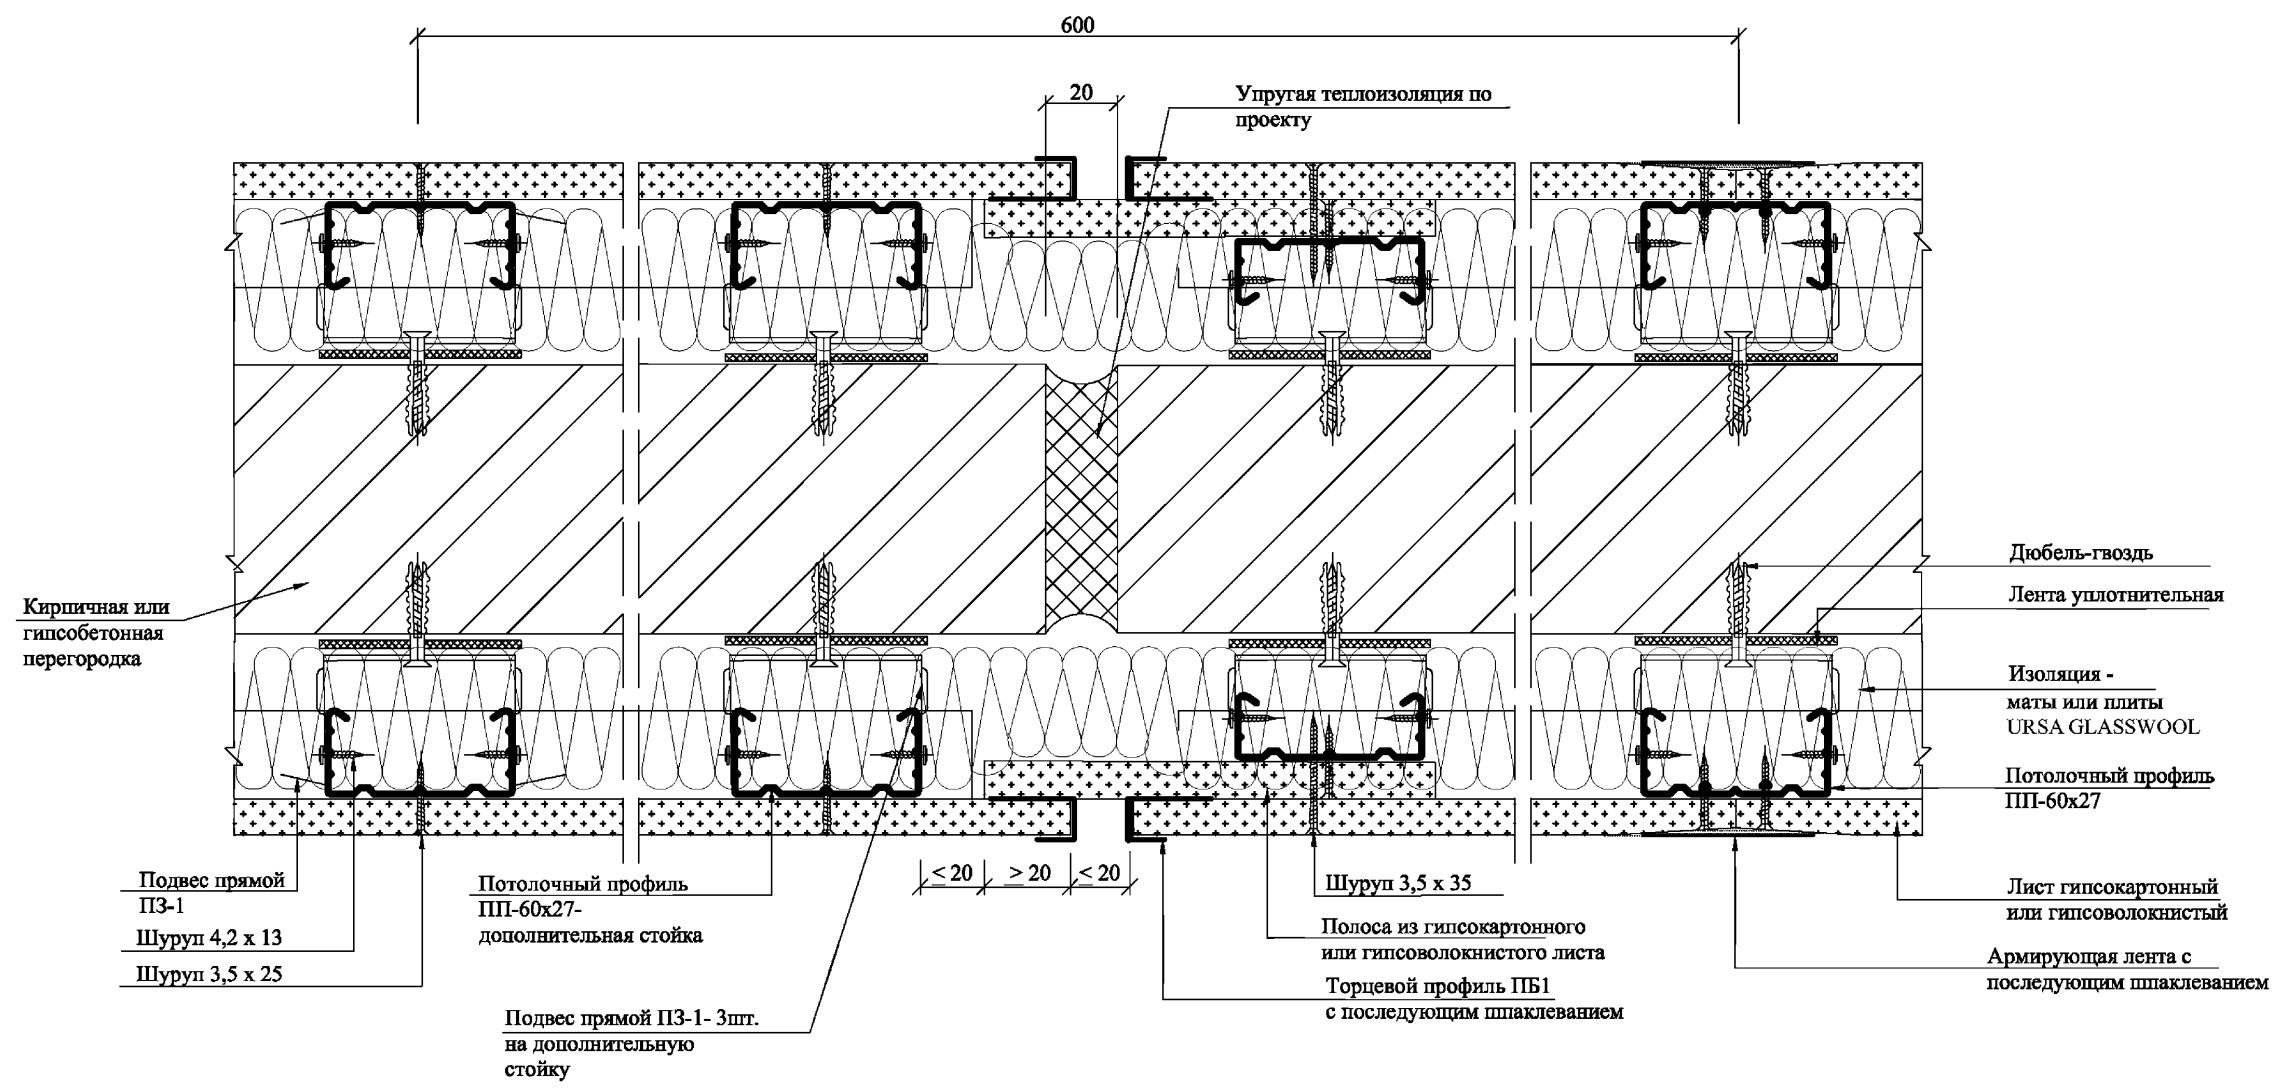 600
20
Упругая теплоизоляция по
проекту
Дюбель-гвоздь
Лента уплотнительная
Кирпичная или
гипсобетонная
перегородка
Изоляция -
маты или плиты
URSA GLASSWOOL
Потолочный профиль
ПП-60х27
≤ 20
≥ 20
≤ 20
Подвес прямой
ПЗ-1
Шуруп 4,2 х 13
Шуруп 3,5 х 25
Потолочный профиль
ПП-60х27-
дополнительная стойка
Шуруп 3,5 х 35
Полоса из гипсокартонного
или гипсоволокнистого листа
Торцевой профиль ПБ1
с последующим шпаклеванием
Лист гипсокартонный
или гипсоволокнистый
Армирующая лента с
последующим шпаклеванием
Подвес прямой ПЗ-1- 3шт.
на дополнительную
стойку